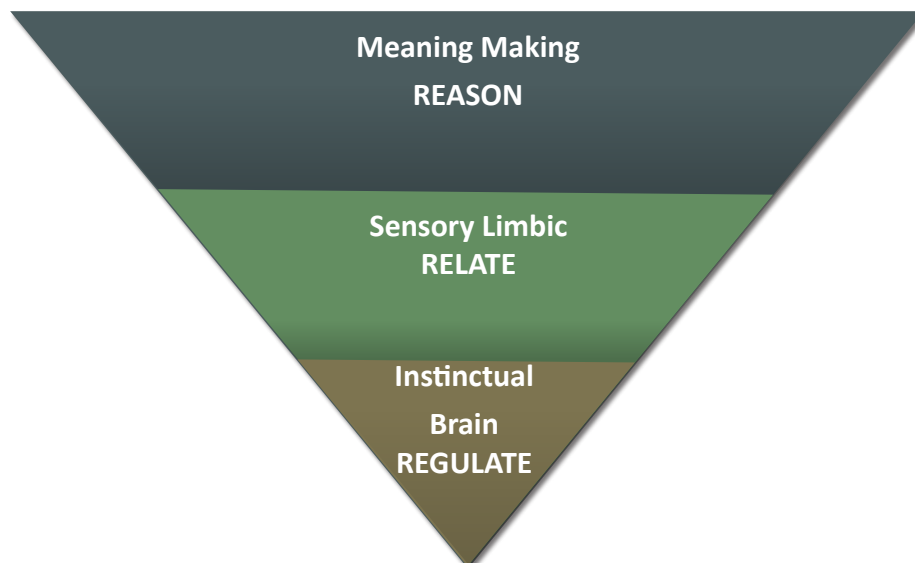 Meaning Making
REASON
Sensory Limbic
RELATE
Instinctual
Brain
REGULATE